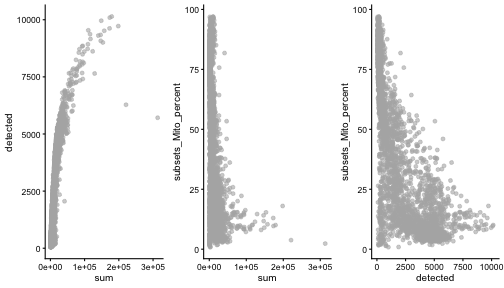 10000
7500
5000
2500
0
detected
0e+00 1e+05 2e+05 3e+05
sum
100
75
50
25
0
subsets_Mito_percent
0e+00 1e+05 2e+05 3e+05
sum
100
75
50
25
0
subsets_Mito_percent
0 2500 5000 7500 10000
detected